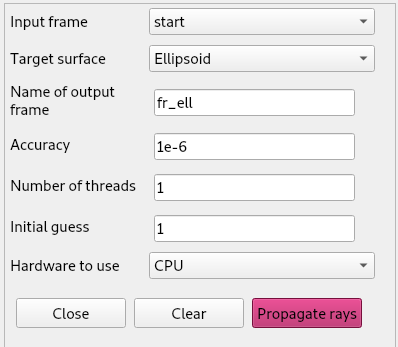 Input frame start
Target surface Ellipsoid
Name of output
frame fr_ell
Accuracy 1e-6
Number of threads 1
Initial guess 1
Hardware to use CPU
Close Clear Propagate rays